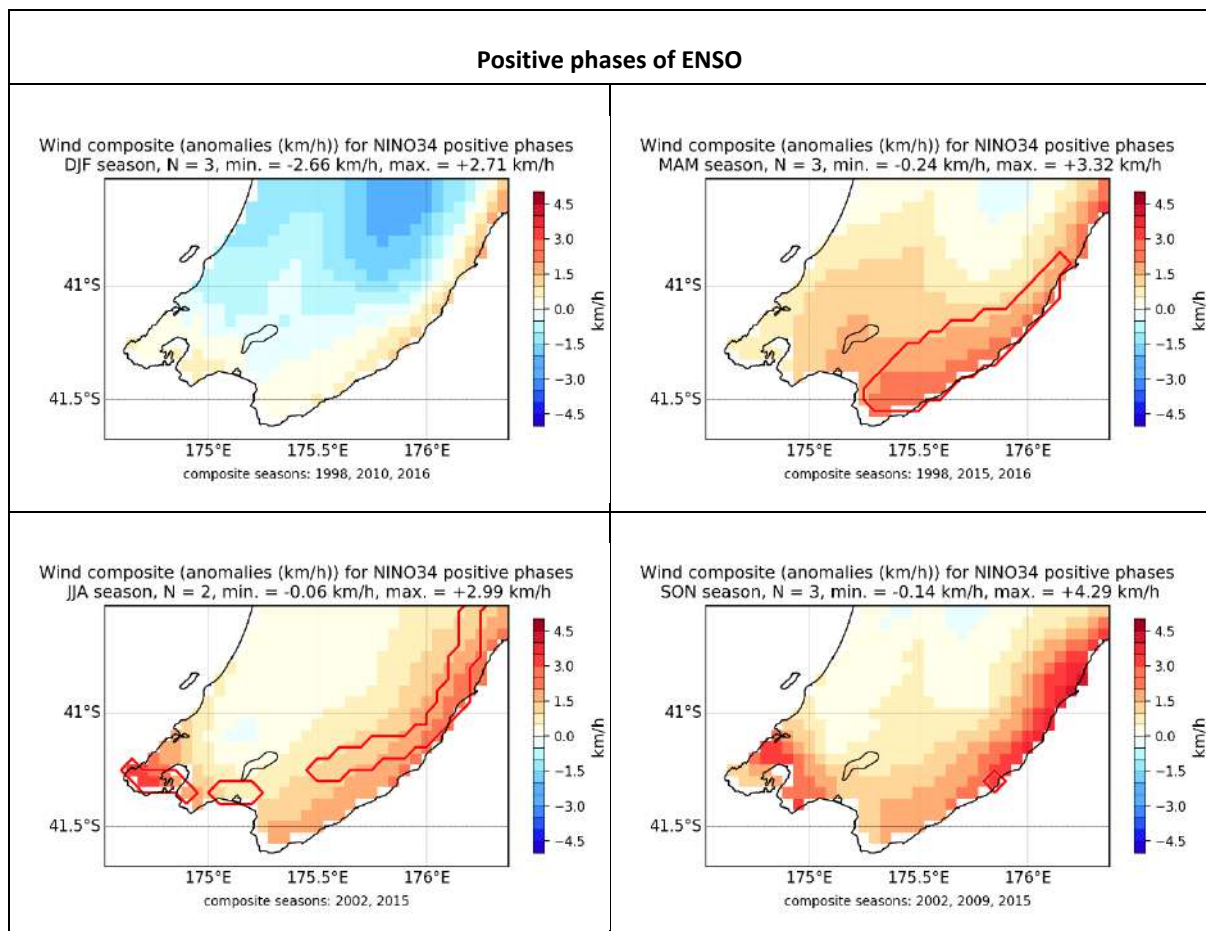 Positive phases of ENSO
Wind composite (anomalies (km/h)) for NINO34 positive phases
DJF season, N = 3, min. = -2.66 km/h, max. = +2.71 km/h
41°S
41.5°S
175°E
175.5°E
176°E
4.5
3.0
1.5
0.0
−1.5
−3.0
−4.5
km/h
composite seasons: 1998, 2010, 2016
Wind composite (anomalies (km/h)) for NINO34 positive phases
MAM season, N = 3, min. = -0.24 km/h, max. = +3.32 km/h
41°S
41.5°S
175°E
175.5°E
176°E
4.5
3.0
1.5
0.0
−1.5
−3.0
−4.5
km/h
composite seasons: 1998, 2015, 2016
Wind composite (anomalies (km/h)) for NINO34 positive phases
JJA season, N = 2, min. = -0.06 km/h, max. = +2.99 km/h
41°S
41.5°S
175°E
175.5°E
176°E
4.5
3.0
1.5
0.0
−1.5
−3.0
−4.5
km/h
composite seasons: 2002, 2015
Wind composite (anomalies (km/h)) for NINO34 positive phases
SON season, N = 3, min. = -0.14 km/h, max. = +4.29 km/h
41°S
41.5°S
175°E
175.5°E
176°E
4.5
3.0
1.5
0.0
−1.5
−3.0
−4.5
km/h
composite seasons: 2002, 2009, 2015